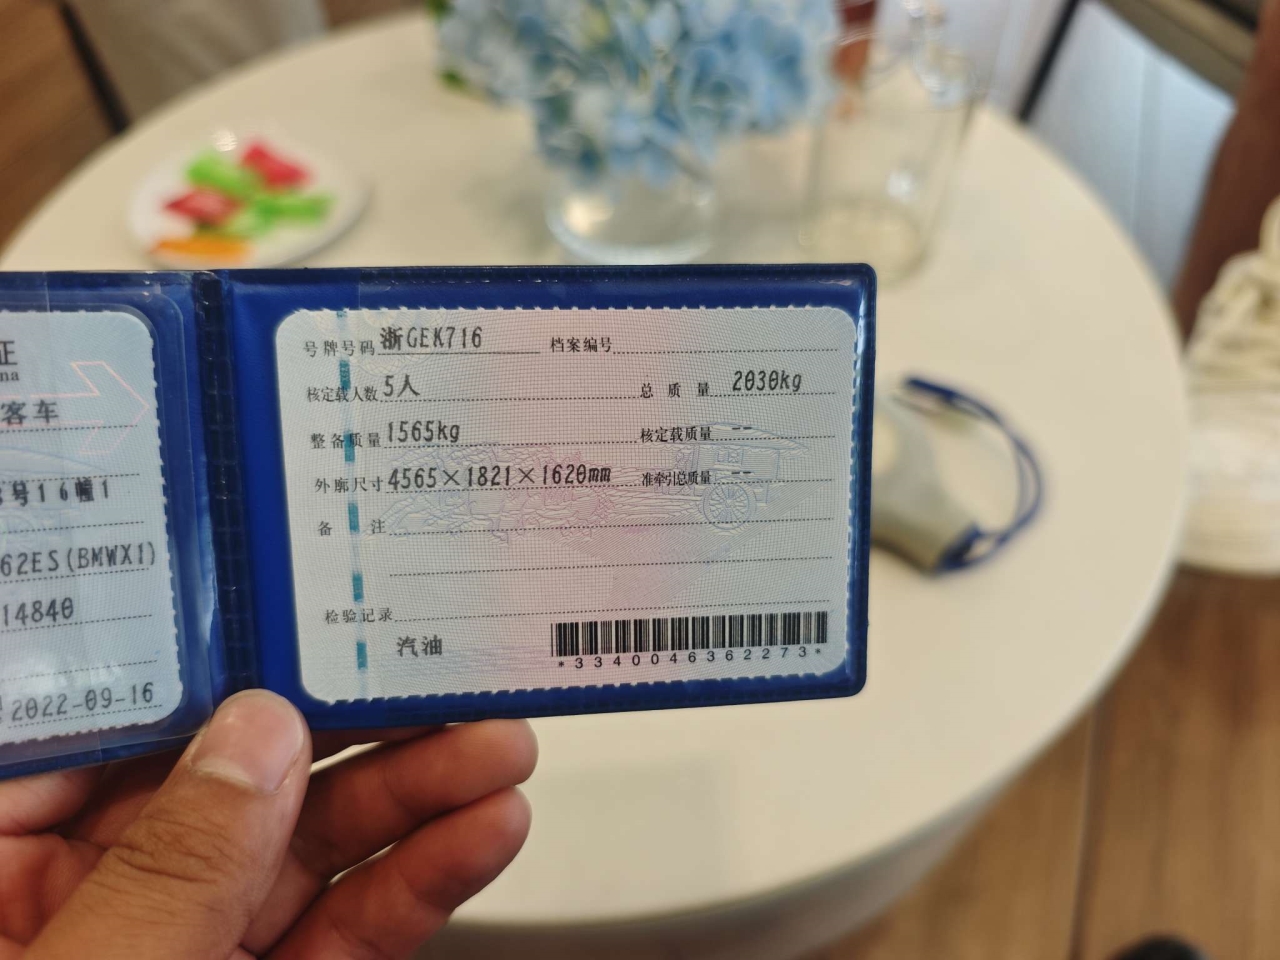 证
na
客车
号16幢1
62ES(BMWX1)
14840
2022-09-16
号牌号码 浙GEK716 档案编号
核定载人数 5人 总质量 2030kg
整备质量 1565kg 核定载质量 --
外廓尺寸 4565×1821×1620mm 准牵引总质量 --
备注
检验记录
汽油
*3340046362273*